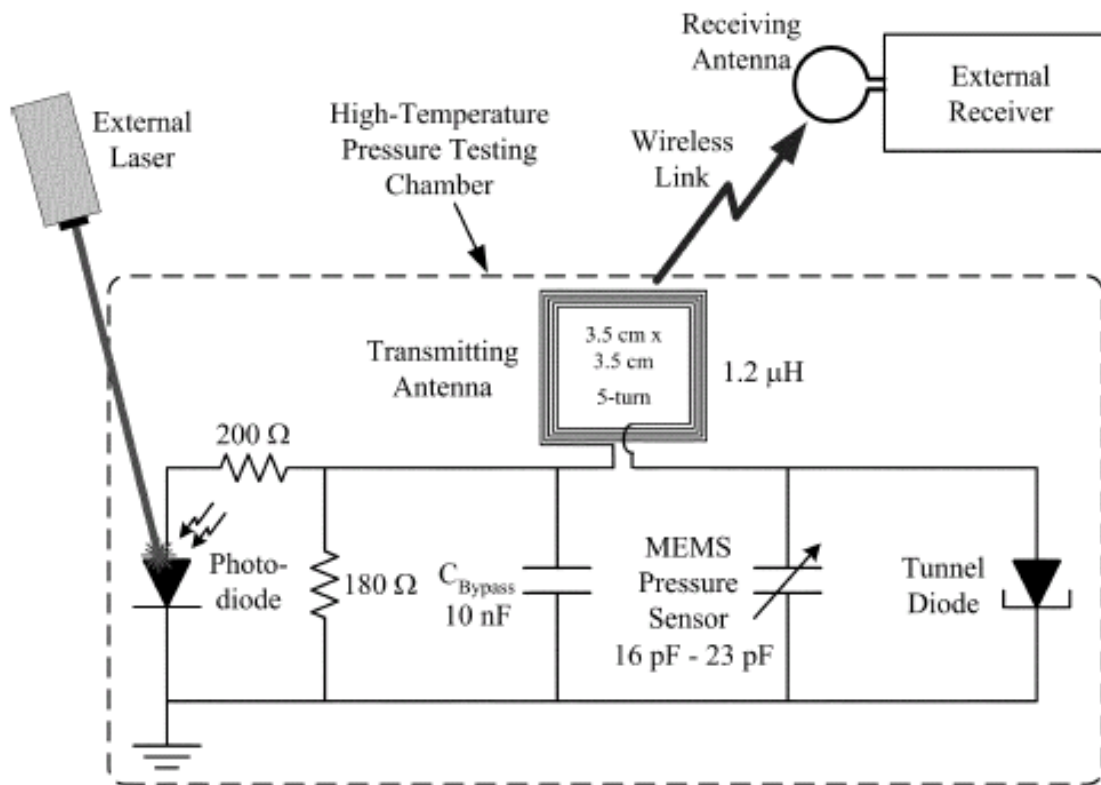 Receiving
Antenna
External
Receiver
External
Laser
High-Temperature
Pressure Testing
Chamber
Wireless
Link
Transmitting
Antenna
3.5 cm x
3.5 cm
5-turn
1.2 μH
200 Ω
Photo-
diode
180 Ω
C_Bypass
10 nF
MEMS
Pressure
Sensor
16 pF - 23 pF
Tunnel
Diode